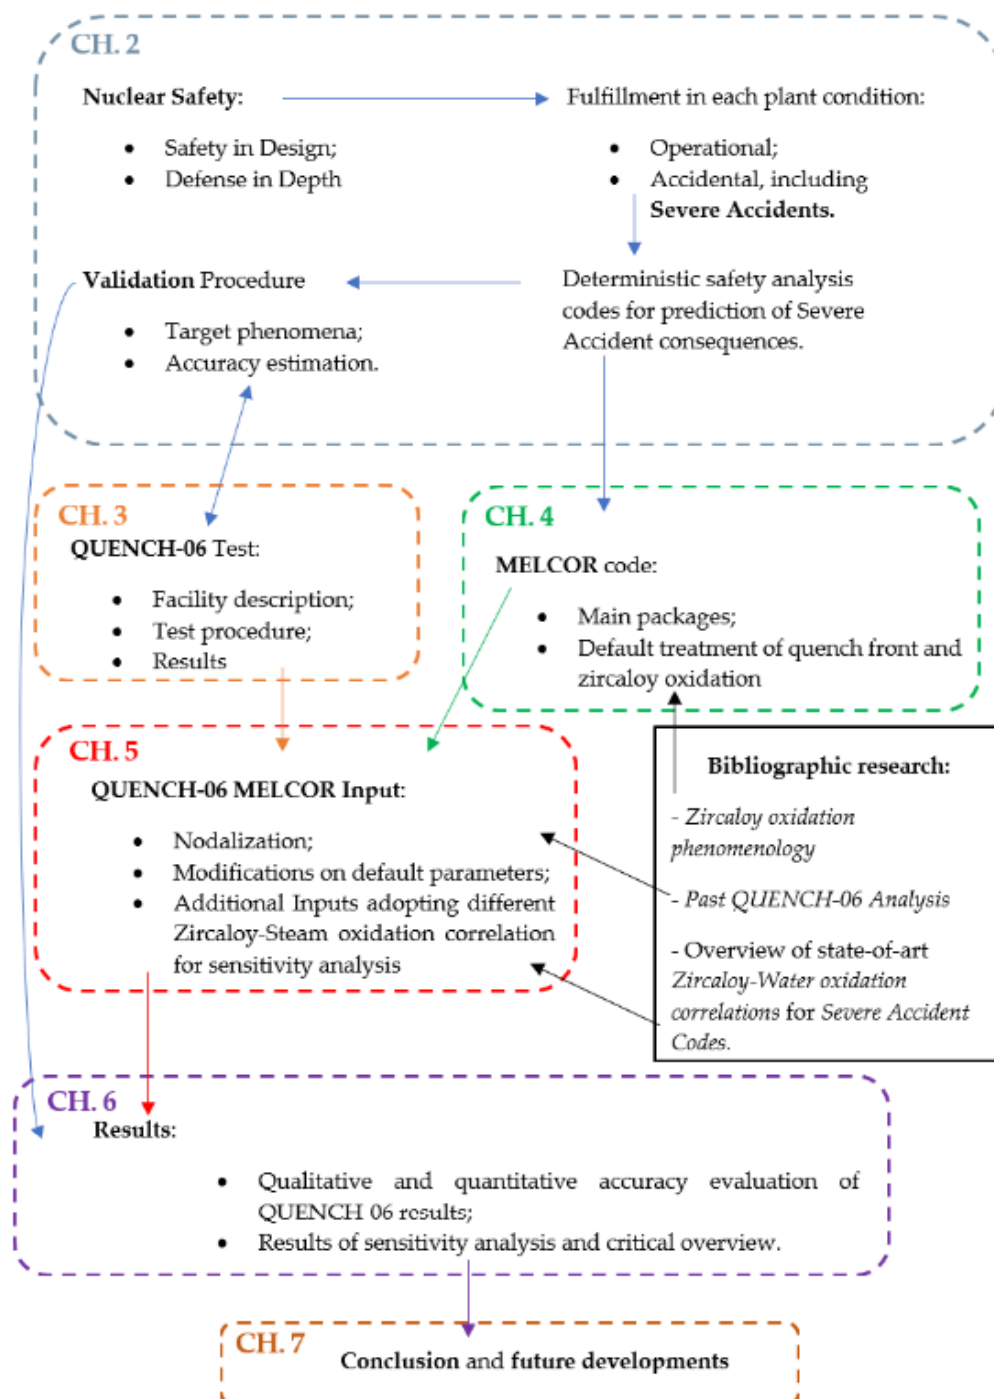 CH. 2
Nuclear Safety:
• Safety in Design;
• Defense in Depth
Fulfillment in each plant condition:
• Operational;
• Accidental, including
Severe Accidents.
Validation Procedure
• Target phenomena;
• Accuracy estimation.
Deterministic safety analysis
codes for prediction of Severe
Accident consequences.
CH. 3
QUENCH-06 Test:
• Facility description;
• Test procedure;
• Results
CH. 4
MELCOR code:
• Main packages;
• Default treatment of quench front and
zircaloy oxidation
CH. 5
QUENCH-06 MELCOR Input:
• Nodalization;
• Modifications on default parameters;
• Additional Inputs adopting different
Zircaloy-Steam oxidation correlation
for sensitivity analysis
Bibliographic research:
- Zircaloy oxidation
phenomenology
- Past QUENCH-06 Analysis
- Overview of state-of-art
Zircaloy-Water oxidation
correlations for Severe Accident
Codes.
CH. 6
Results:
• Qualitative and quantitative accuracy evaluation of
QUENCH 06 results;
• Results of sensitivity analysis and critical overview.
CH. 7
Conclusion and future developments